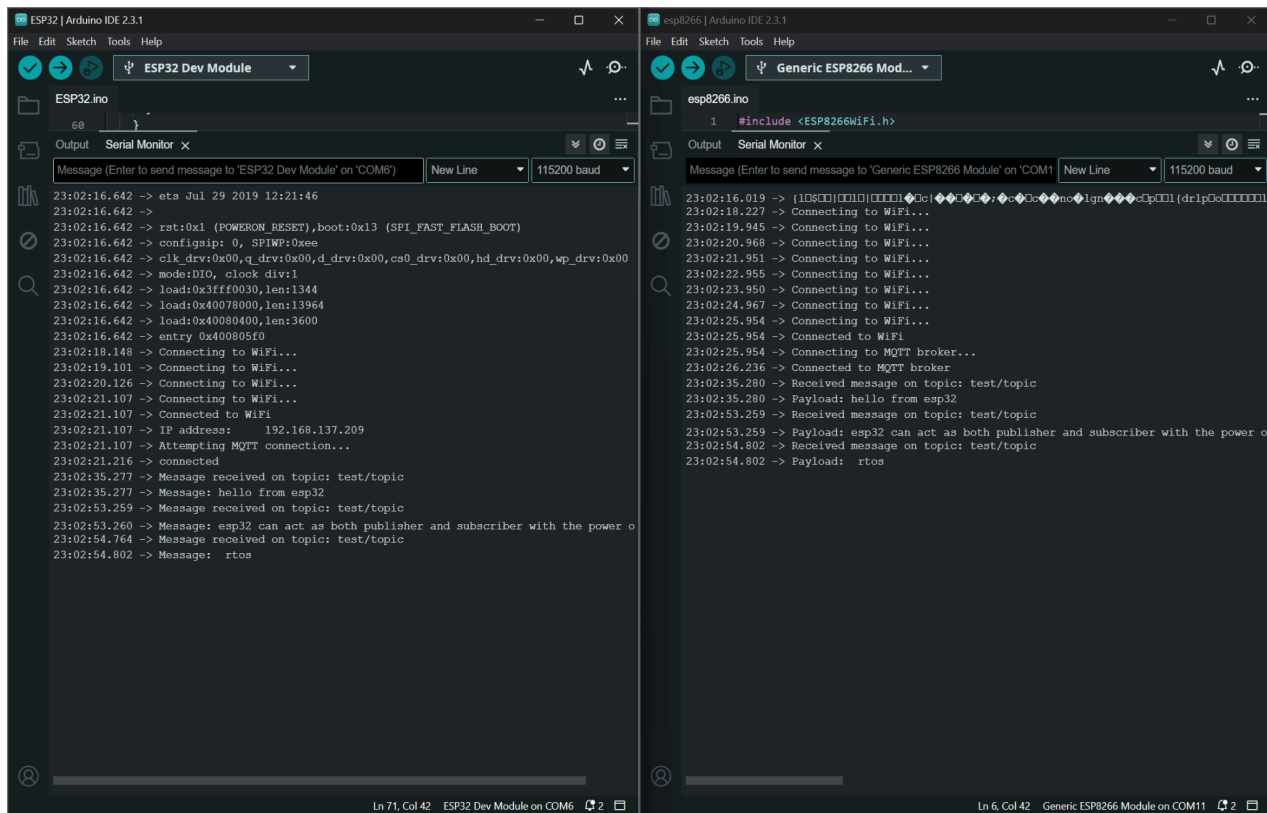 ESP32 | Arduino IDE 2.3.1
File Edit Sketch Tools Help
ESP32 Dev Module
ESP32.ino
60 }
Output Serial Monitor
Message (Enter to send message to 'ESP32 Dev Module' on 'COM6')
New Line
115200 baud
23:02:16.642 -> ets Jul 29 2019 12:21:46
23:02:16.642 ->
23:02:16.642 -> rst:0x1 (POWERON_RESET),boot:0x13 (SPI_FAST_FLASH_BOOT)
23:02:16.642 -> configsip: 0, SPIWP:0xee
23:02:16.642 -> clk_drv:0x00,q_drv:0x00,d_drv:0x00,cs0_drv:0x00,hd_drv:0x00,wp_drv:0x00
23:02:16.642 -> mode:DIO, clock div:1
23:02:16.642 -> load:0x3fff0030,len:1344
23:02:16.642 -> load:0x40078000,len:13964
23:02:16.642 -> load:0x40080400,len:3600
23:02:16.642 -> entry 0x400805f0
23:02:18.148 -> Connecting to WiFi...
23:02:19.101 -> Connecting to WiFi...
23:02:20.126 -> Connecting to WiFi...
23:02:21.107 -> Connecting to WiFi...
23:02:21.107 -> Connected to WiFi
23:02:21.107 -> IP address: 192.168.137.209
23:02:21.107 -> Attempting MQTT connection...
23:02:21.216 -> connected
23:02:35.277 -> Message received on topic: test/topic
23:02:35.277 -> Message: hello from esp32
23:02:53.259 -> Message received on topic: test/topic
23:02:53.260 -> Message: esp32 can act as both publisher and subscriber with the power o
23:02:54.764 -> Message received on topic: test/topic
23:02:54.802 -> Message: rtos
Ln 71, Col 42 ESP32 Dev Module on COM6 2
esp8266 | Arduino IDE 2.3.1
File Edit Sketch Tools Help
Generic ESP8266 Mod...
esp8266.ino
1 #include <ESP8266WiFi.h>
Output Serial Monitor
Message (Enter to send message to 'Generic ESP8266 Module' on 'COM11
New Line
115200 baud
23:02:16.019 ->
23:02:18.227 -> Connecting to WiFi...
23:02:19.945 -> Connecting to WiFi...
23:02:20.968 -> Connecting to WiFi...
23:02:21.951 -> Connecting to WiFi...
23:02:22.955 -> Connecting to WiFi...
23:02:23.950 -> Connecting to WiFi...
23:02:24.967 -> Connecting to WiFi...
23:02:25.954 -> Connecting to WiFi...
23:02:25.954 -> Connected to WiFi
23:02:25.954 -> Connecting to MQTT broker...
23:02:26.236 -> Connected to MQTT broker
23:02:35.280 -> Received message on topic: test/topic
23:02:35.280 -> Payload: hello from esp32
23:02:53.259 -> Received message on topic: test/topic
23:02:53.259 -> Payload: esp32 can act as both publisher and subscriber with the power o
23:02:54.802 -> Received message on topic: test/topic
23:02:54.802 -> Payload: rtos
Ln 6, Col 42 Generic ESP8266 Module on COM11 2